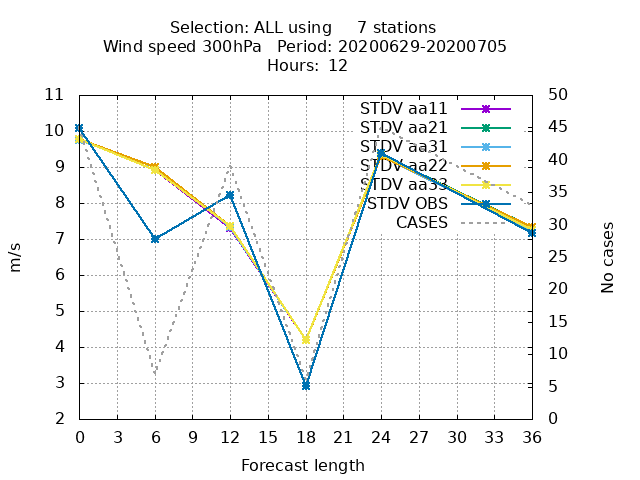 Selection: ALL using 7 stations
Wind speed 300hPa Period: 20200629-20200705
Hours: 12
11 50
10 45
9 40
8 35
7 30
6 25
5 20
4 15
3 10
2 5
0
STDV aa11
STDV aa21
STDV aa31
STDV aa22
STDV aa33
STDV OBS
CASES
m/s
No cases
0 3 6 9 12 15 18 21 24 27 30 33 36
Forecast length